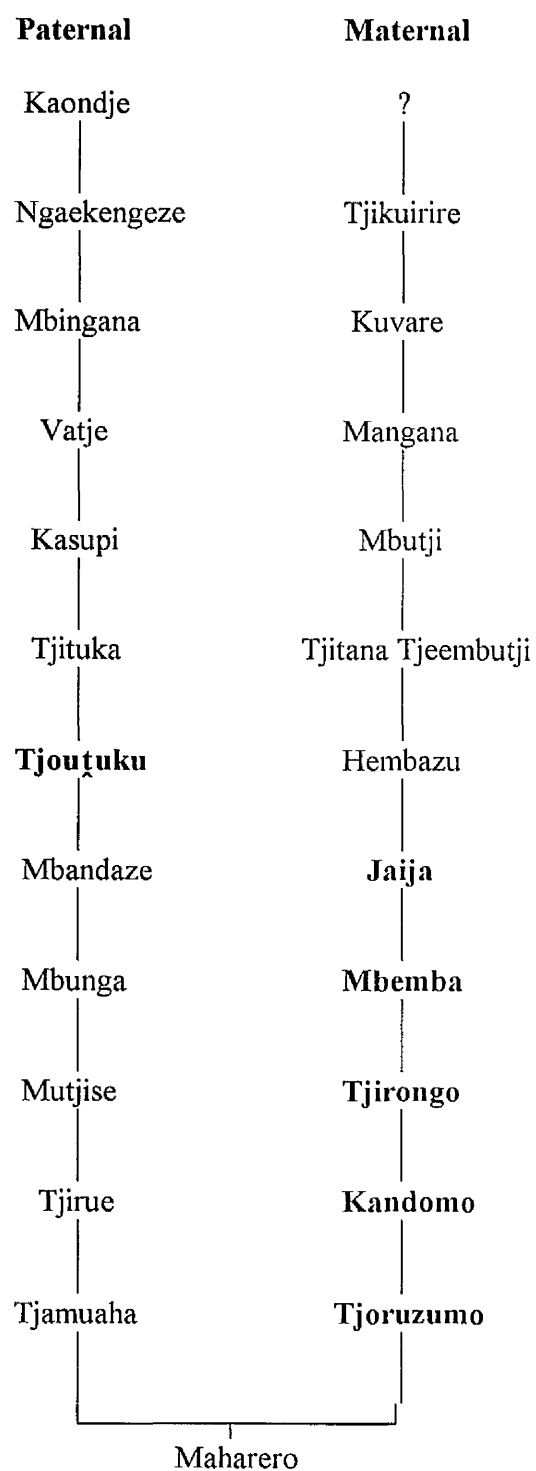 Paternal Maternal
Kaondje ?
Ngaekengeze Tjikuirire
Mbingana Kuvare
Vatje Mangana
Kasupi Mbutji
Tjituka Tjitana Tjeembutji
Tjouṱuku Hembazu
Mbandaze Jaija
Mbunga Mbemba
Mutjise Tjirongo
Tjirue Kandomo
Tjamuaha Tjoruzumo
Maharero